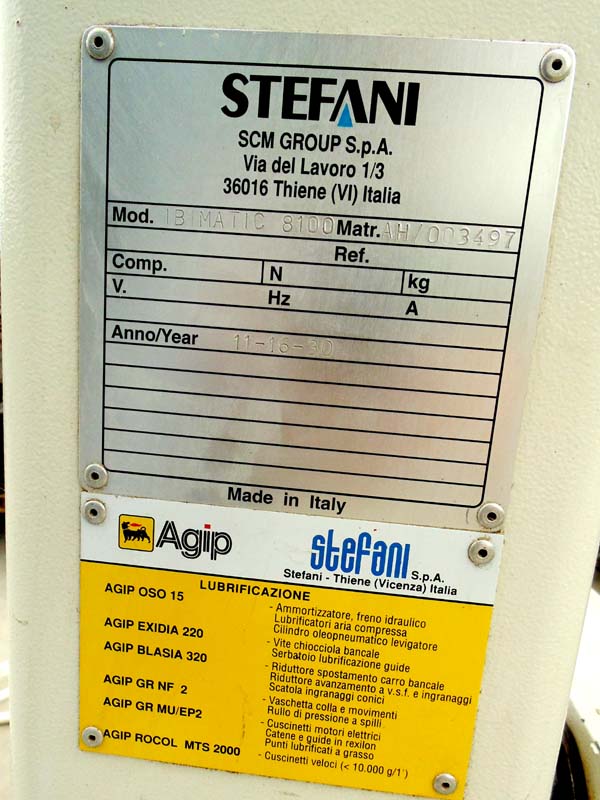 STEFANI
SCM GROUP S.p.A.
Via del Lavoro 1/3
36016 Thiene (VI) Italia
Mod. IBIMATIC 8100 Matr. AH/003497
Ref.
Comp. N kg
V. Hz A
Anno/Year 11-16-30
Made in Italy
Agip stefani S.p.A.
Stefani - Thiene (Vicenza) Italia
LUBRIFICAZIONE
AGIP OSO 15
- Ammortizzatore, freno idraulico
Lubrificatori aria compressa
Cilindro oleopneumatico levigatore
AGIP EXIDIA 220
- Vite chiocciola bancale
Serbatoio lubrificazione guide
AGIP BLASIA 320
- Riduttore spostamento carro bancale
Riduttore avanzamento a v.s.f. e ingranaggi
Scatola ingranaggi conici
AGIP GR NF 2
- Vaschetta colla e movimenti
Rullo di pressione a spilli
AGIP GR MU/EP2
- Cuscinetti motori elettrici
Catene e guide in rexilon
Punti lubrificati a grasso
AGIP ROCOL MTS 2000
- Cuscinetti veloci (< 10.000 g/1')